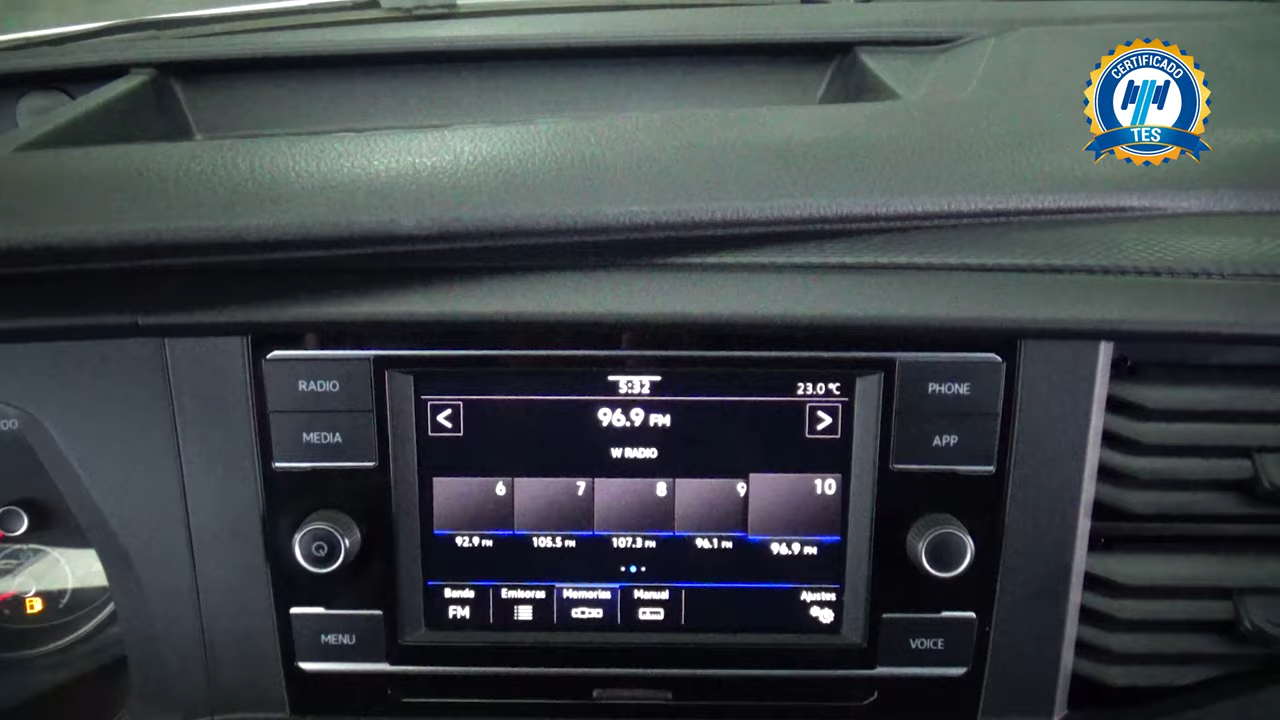 CERTIFICADO
TES
RADIO
MEDIA
MENU
5:32
23.0 °C
<
96.9 FM
>
W RADIO
6
7
8
9
10
92.9 FM
105.5 FM
107.3 FM
96.1 FM
96.9 FM
Banda
FM
Emisoras
Memorias
Manual
Ajustes
PHONE
APP
VOICE